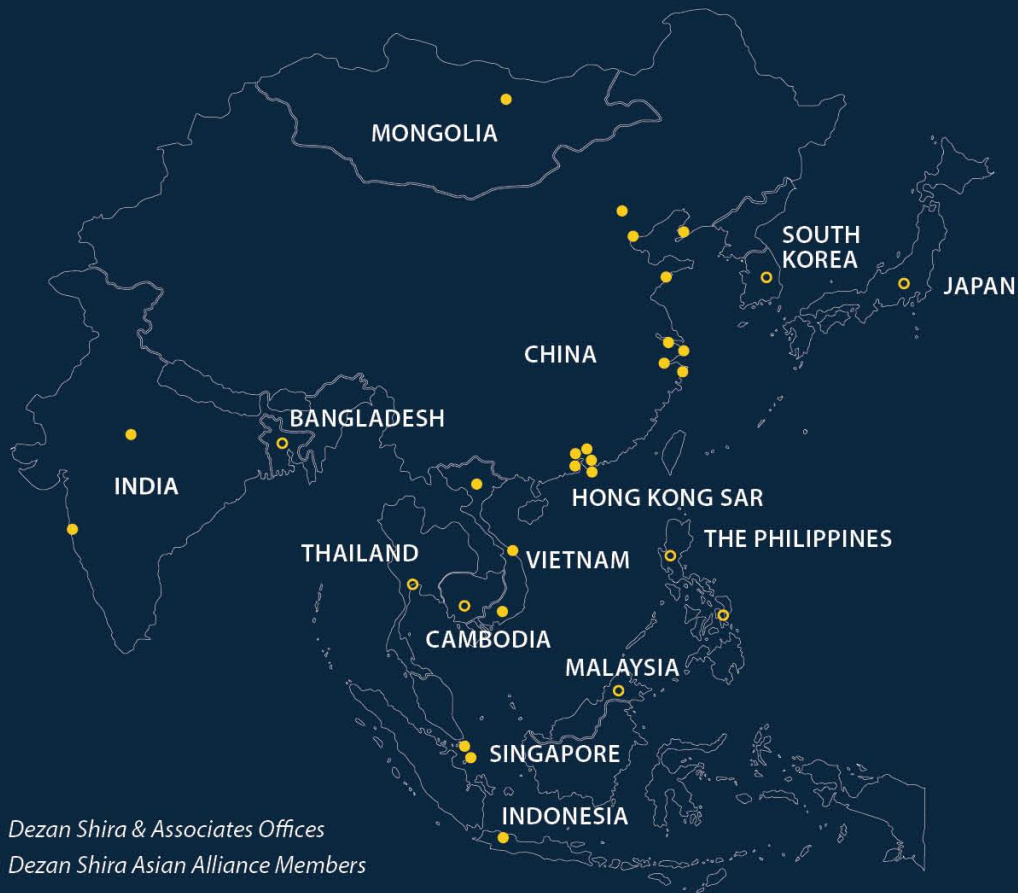 MONGOLIA
SOUTH
KOREA
JAPAN
CHINA
BANGLADESH
INDIA
HONG KONG SAR
THE PHILIPPINES
THAILAND
VIETNAM
CAMBODIA
MALAYSIA
SINGAPORE
INDONESIA
Dezan Shira & Associates Offices
Dezan Shira Asian Alliance Members